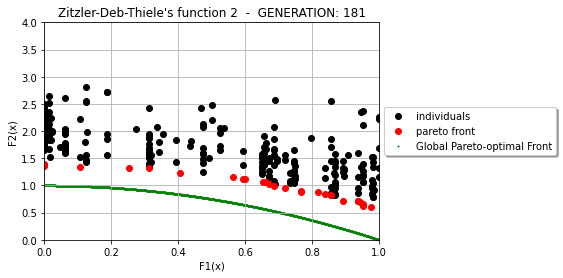 Zitzler-Deb-Thiele's function 2 - GENERATION: 181
4.0
3.5
3.0
2.5
2.0
1.5
1.0
0.5
0.0
F2(x)
0.0 0.2 0.4 0.6 0.8 1.0
F1(x)
individuals
pareto front
Global Pareto-optimal Front